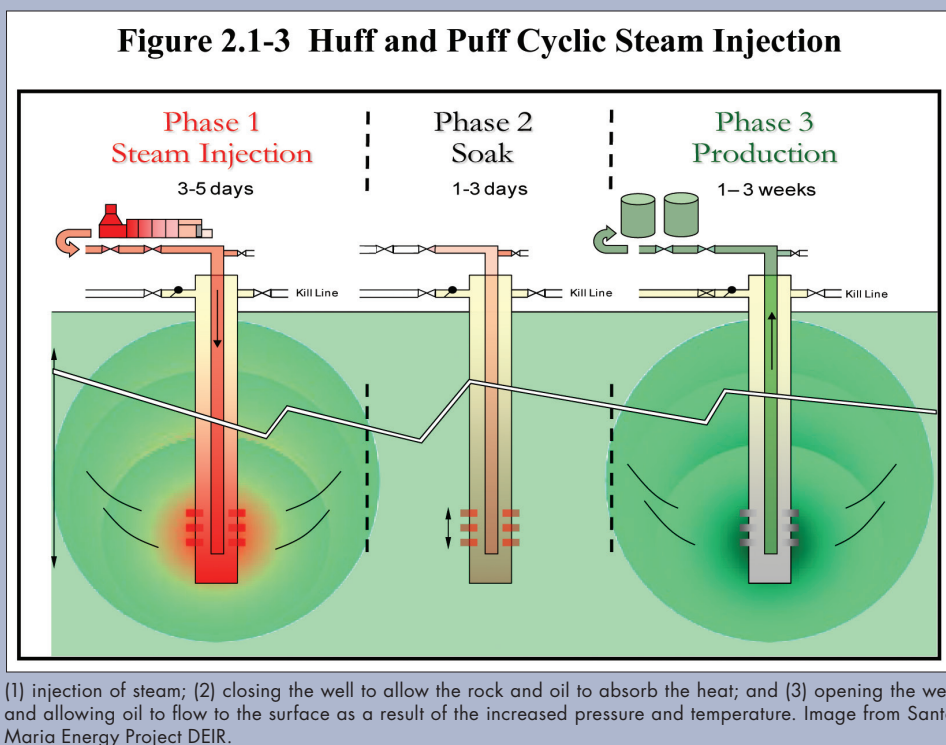 Figure 2.1-3 Huff and Puff Cyclic Steam Injection
Phase 1
Steam Injection
3-5 days
Phase 2
Soak
1-3 days
Phase 3
Production
1– 3 weeks
Kill Line
Kill Line
Kill Line
(1) injection of steam; (2) closing the well to allow the rock and oil to absorb the heat; and (3) opening the we
and allowing oil to flow to the surface as a result of the increased pressure and temperature. Image from Sant
Maria Energy Project DEIR.